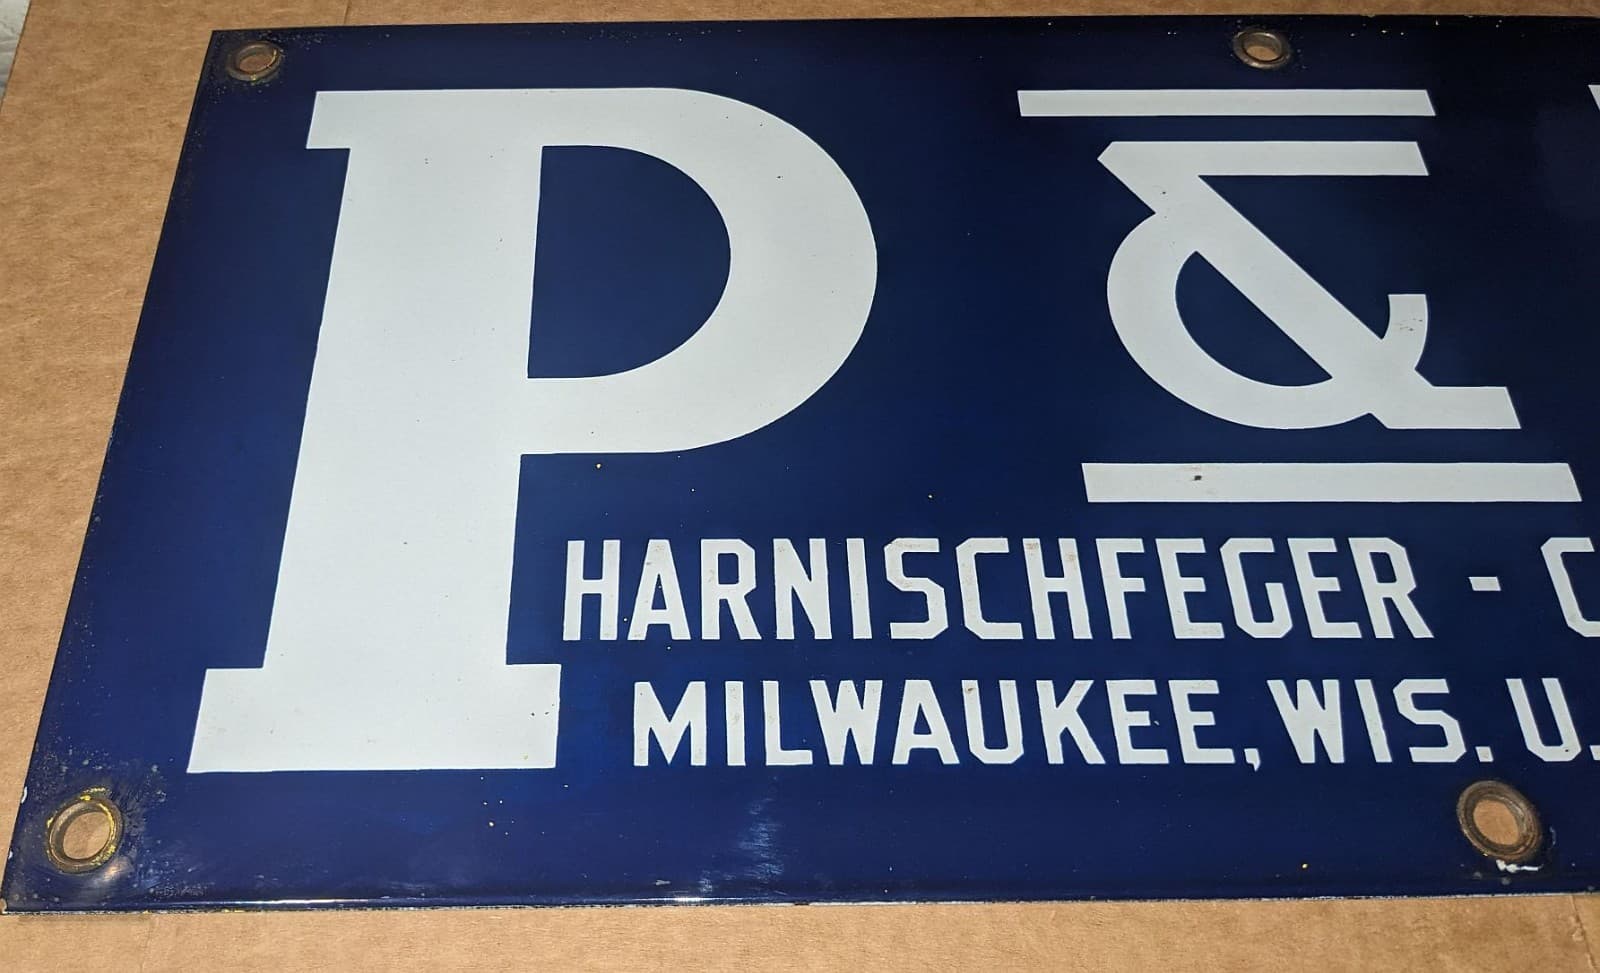 P &
HARNISCHFEGER - C
MILWAUKEE, WIS. U.